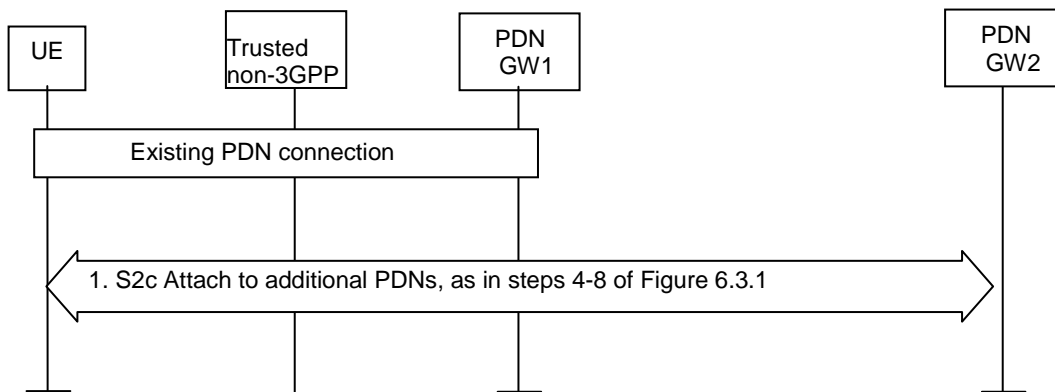 UE
Trusted
non-3GPP
PDN
GW1
PDN
GW2
Existing PDN connection
1. S2c Attach to additional PDNs, as in steps 4-8 of Figure 6.3.1